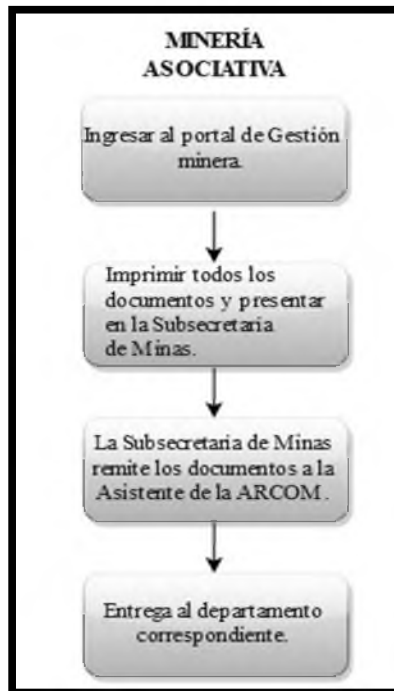 MINERÍA
ASOCIATIVA
Ingresar al portal de Gestión
minera.
Imprimir todos los
documentos y presentar
en la Subsecretaria
de Minas.
La Subsecretaria de Minas
remite los documentos a la
Asistente de la ARCOM .
Entrega al departamento
correspondiente.